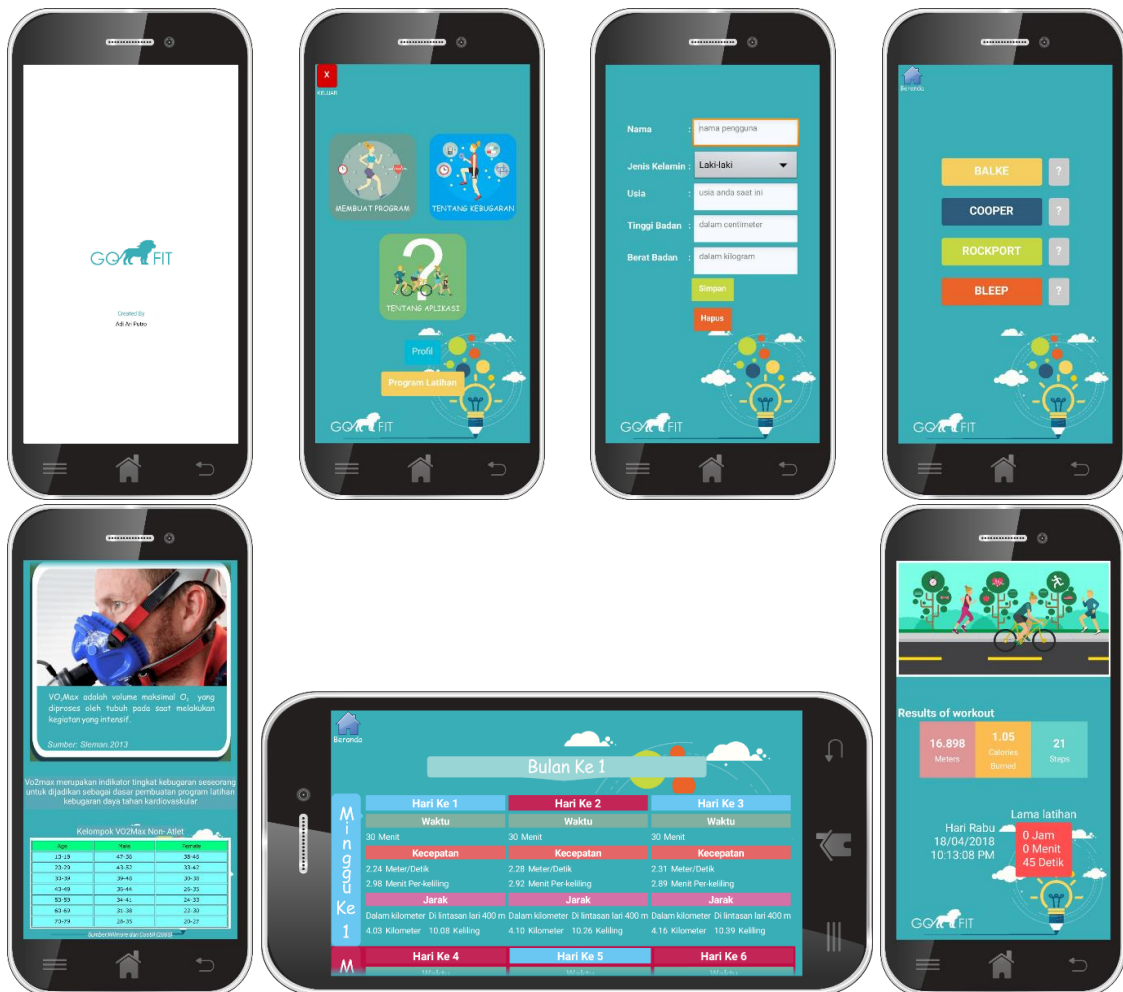 GO FIT
Created by
Adi Ari Putro
X
KELUAR
MEMBUAT PROGRAM
TENTANG KEBUGARAN
?
TENTANG APLIKASI
Profil
Program Latihan
GO FIT
Nama : nama pengguna
Jenis Kelamin : Laki-laki
Usia : usia anda saat ini
Tinggi Badan : dalam centimeter
Berat Badan : dalam kilogram
Simpan
Hapus
GO FIT
Beranda
BALKE ?
COOPER ?
ROCKPORT ?
BLEEP ?
GO FIT
VO₂Max adalah volume maksimal O₂ yang
diproses oleh tubuh pada saat melakukan
kegiatan yang intensif.
Sumber: Sleman.2013
Vo2max merupakan indikator tingkat kebugaran seseorang
untuk dijadikan sebagai dasar pembuatan program latihan
kebugaran daya tahan kardiovaskular
Kelompok VO2Max Non- Atlet
Age Male Female
Beranda
Bulan Ke 1
Minggu Ke 1
Hari Ke 1 Hari Ke 2 Hari Ke 3
Waktu Waktu Waktu
30 Menit 30 Menit 30 Menit
Kecepatan Kecepatan Kecepatan
2.24 Meter/Detik 2.28 Meter/Detik 2.31 Meter/Detik
2.98 Menit Per-keliling 2.92 Menit Per-keliling 2.89 Menit Per-keliling
Jarak Jarak Jarak
Dalam kilometer Di lintasan lari 400 m Dalam kilometer Di lintasan lari 400 m Dalam kilometer Di lintasan lari 400 m
4.03 Kilometer 10.08 Keliling 4.10 Kilometer 10.26 Keliling 4.16 Kilometer 10.39 Keliling
M
Hari Ke 4 Hari Ke 5 Hari Ke 6
Waktu Waktu Waktu
Results of workout
16.898 1.05 21
Meters Calories Steps
Burned
Lama latihan
Hari Rabu
18/04/2018
10:13:08 PM
0 Jam
0 Menit
45 Detik
GO FIT